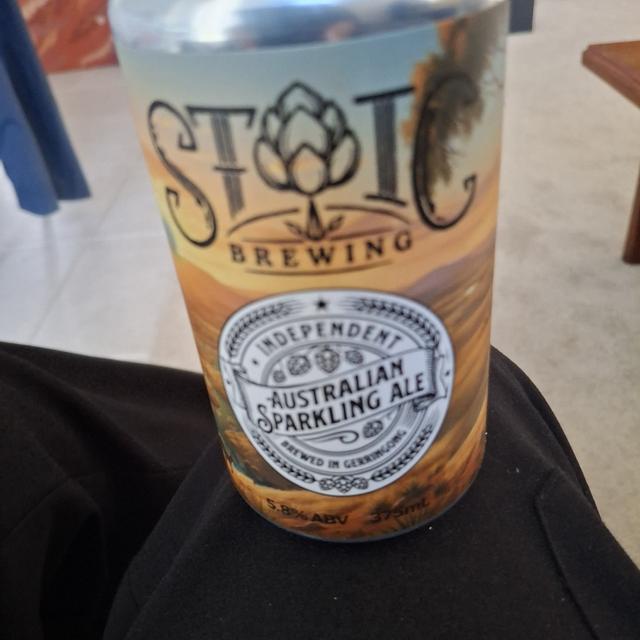 STOIC
BREWING
INDEPENDENT
AUSTRALIAN
SPARKLING ALE
BREWED IN GERRINGONG
5.8% ABV 375mL